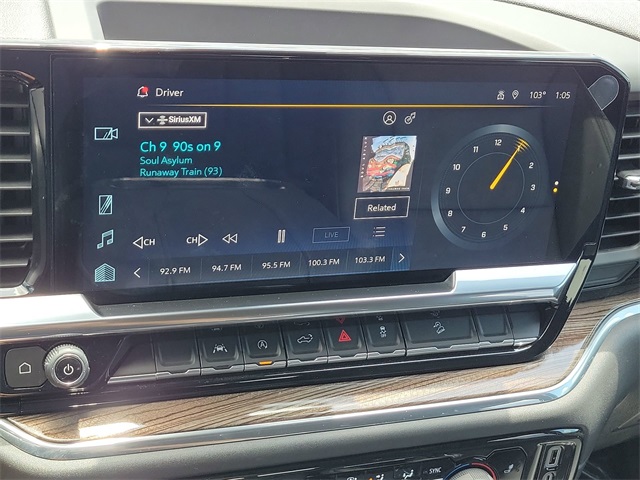 Driver
103° 1:05
SiriusXM
Ch 9 90s on 9
Soul Asylum
Runaway Train (93)
Related
CH
CH
LIVE
92.9 FM 94.7 FM 95.5 FM 100.3 FM 103.3 FM
12
1
2
3
4
5
6
7
8
9
10
11
SYNC